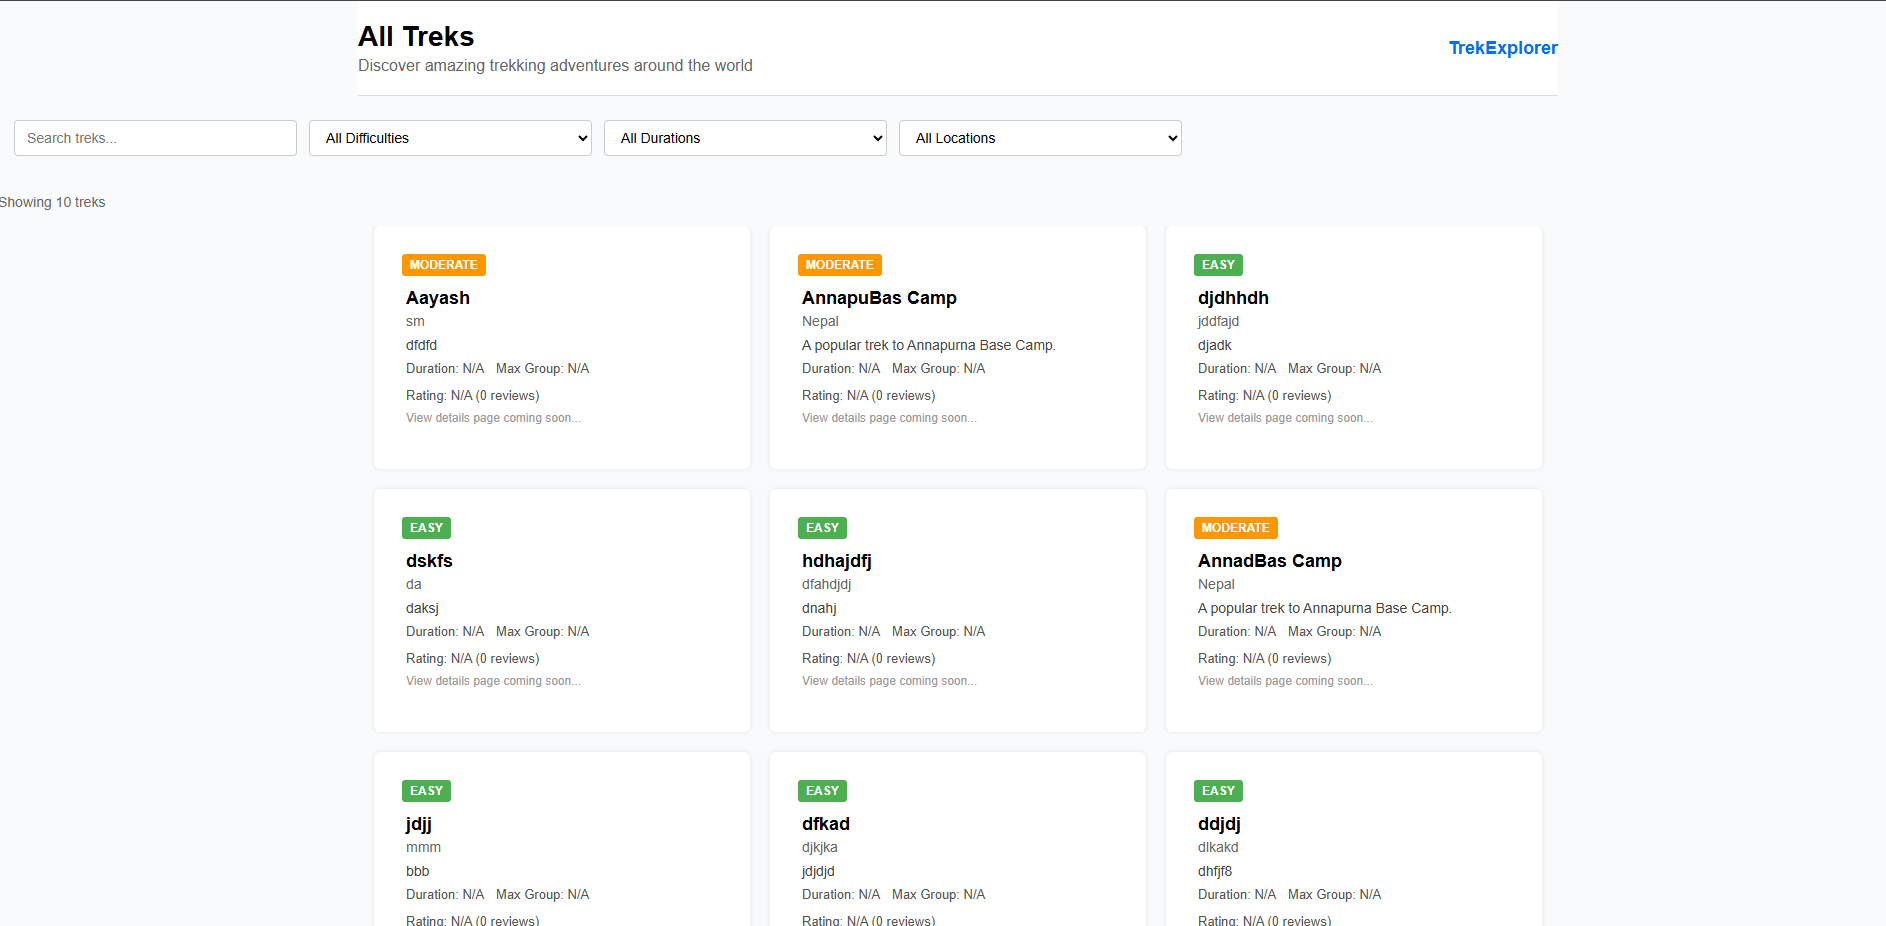 All Treks
Discover amazing trekking adventures around the world
TrekExplorer
Search treks...
All Difficulties
All Durations
All Locations
Showing 10 treks
MODERATE
Aayash
sm
dfdfd
Duration: N/A Max Group: N/A
Rating: N/A (0 reviews)
View details page coming soon...
MODERATE
AnnapuBas Camp
Nepal
A popular trek to Annapurna Base Camp.
Duration: N/A Max Group: N/A
Rating: N/A (0 reviews)
View details page coming soon...
EASY
djdhhdh
jddfajd
djadk
Duration: N/A Max Group: N/A
Rating: N/A (0 reviews)
View details page coming soon...
EASY
dskfs
da
daksj
Duration: N/A Max Group: N/A
Rating: N/A (0 reviews)
View details page coming soon...
EASY
hdhajdfj
dfahdjdj
dnahj
Duration: N/A Max Group: N/A
Rating: N/A (0 reviews)
View details page coming soon...
MODERATE
AnnadBas Camp
Nepal
A popular trek to Annapurna Base Camp.
Duration: N/A Max Group: N/A
Rating: N/A (0 reviews)
View details page coming soon...
EASY
jdjj
mmm
bbb
Duration: N/A Max Group: N/A
Rating: N/A (0 reviews)
EASY
dfkad
djkjka
jdjdjd
Duration: N/A Max Group: N/A
Rating: N/A (0 reviews)
EASY
ddjdj
dlkakd
dhfjf8
Duration: N/A Max Group: N/A
Rating: N/A (0 reviews)